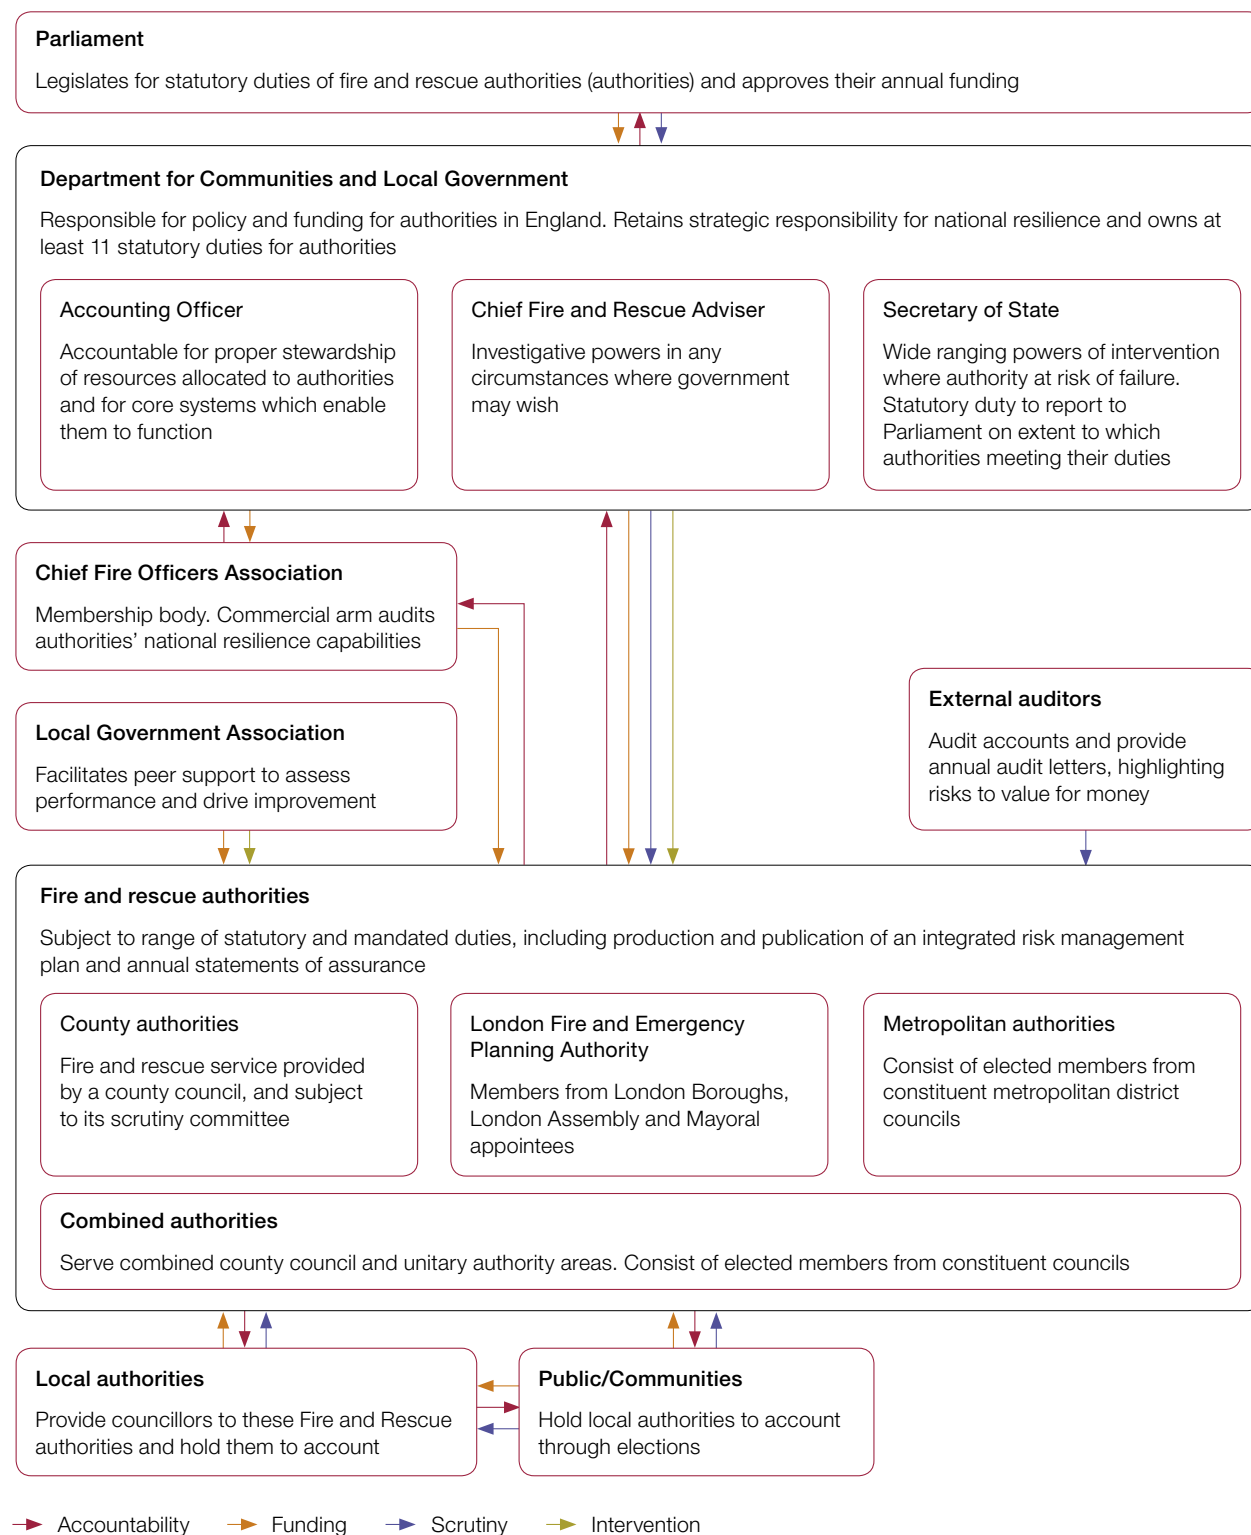 Parliament
Legislates for statutory duties of fire and rescue authorities (authorities) and approves their annual funding
Department for Communities and Local Government
Responsible for policy and funding for authorities in England. Retains strategic responsibility for national resilience and owns at
least 11 statutory duties for authorities
Accounting Officer
Accountable for proper stewardship
of resources allocated to authorities
and for core systems which enable
them to function
Chief Fire and Rescue Adviser
Investigative powers in any
circumstances where government
may wish
Secretary of State
Wide ranging powers of intervention
where authority at risk of failure.
Statutory duty to report to
Parliament on extent to which
authorities meeting their duties
Chief Fire Officers Association
Membership body. Commercial arm audits
authorities’ national resilience capabilities
Local Government Association
Facilitates peer support to assess
performance and drive improvement
External auditors
Audit accounts and provide
annual audit letters, highlighting
risks to value for money
Fire and rescue authorities
Subject to range of statutory and mandated duties, including production and publication of an integrated risk management
plan and annual statements of assurance
County authorities
Fire and rescue service provided
by a county council, and subject
to its scrutiny committee
London Fire and Emergency
Planning Authority
Members from London Boroughs,
London Assembly and Mayoral
appointees
Metropolitan authorities
Consist of elected members from
constituent metropolitan district
councils
Combined authorities
Serve combined county council and unitary authority areas. Consist of elected members from constituent councils
Local authorities
Provide councillors to these Fire and Rescue
authorities and hold them to account
Public/Communities
Hold local authorities to account
through elections
Accountability
Funding
Scrutiny
Intervention